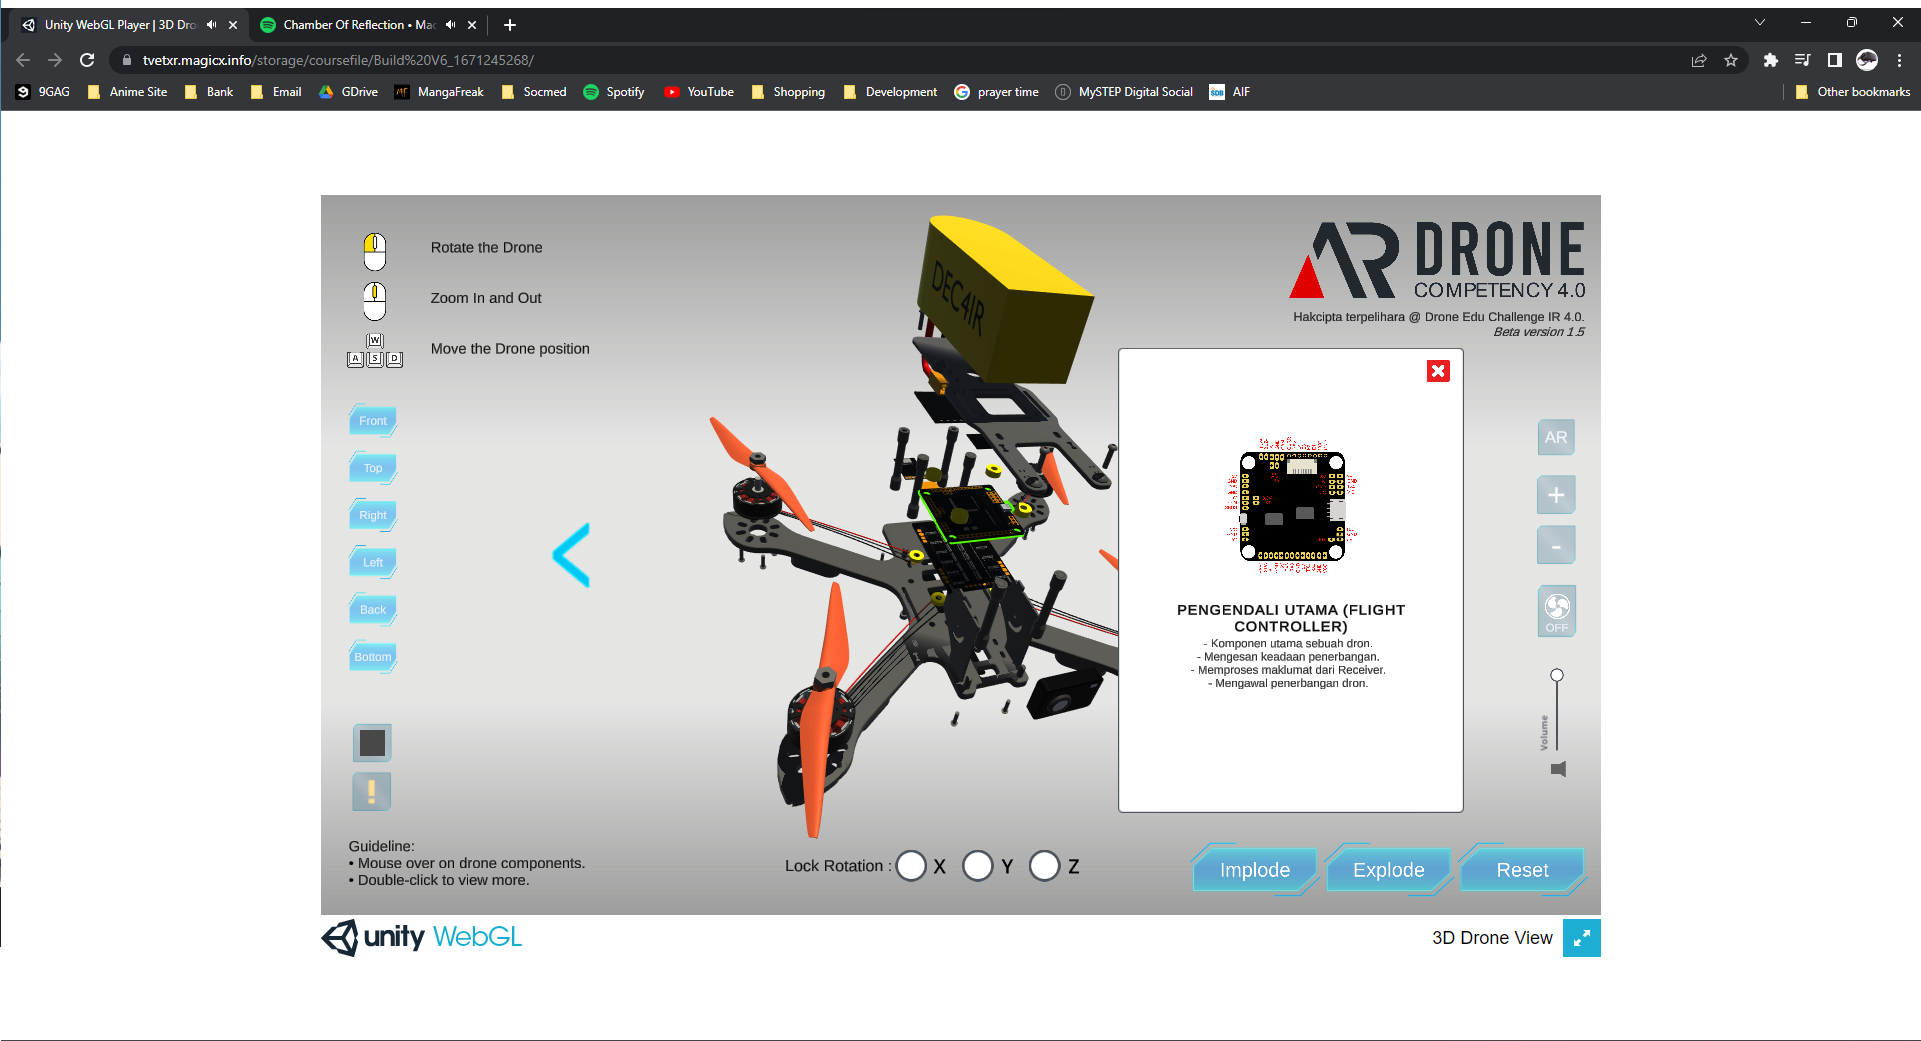 Unity WebGL Player | 3D Dro
Chamber Of Reflection • Mac
tvetxr.magicx.info/storage/coursefile/Build%20V6_1671245268/
9GAG
Anime Site
Bank
Email
GDrive
MangaFreak
Socmed
Spotify
YouTube
Shopping
Development
prayer time
MySTEP Digital Social
AIF
Other bookmarks
Rotate the Drone
Zoom In and Out
W
A S D
Move the Drone position
DEC4IR
AR DRONE
COMPETENCY 4.0
Hakcipta terpelihara @ Drone Edu Challenge IR 4.0.
Beta version 1.5
Front
Top
Right
Left
Back
Bottom
PENGENDALI UTAMA (FLIGHT
CONTROLLER)
- Komponen utama sebuah dron.
- Mengesan keadaan penerbangan.
- Memproses maklumat dari Receiver.
- Mengawal penerbangan dron.
AR
+
-
OFF
Volume
Guideline:
• Mouse over on drone components.
• Double-click to view more.
Lock Rotation : X Y Z
Implode
Explode
Reset
unity WebGL
3D Drone View